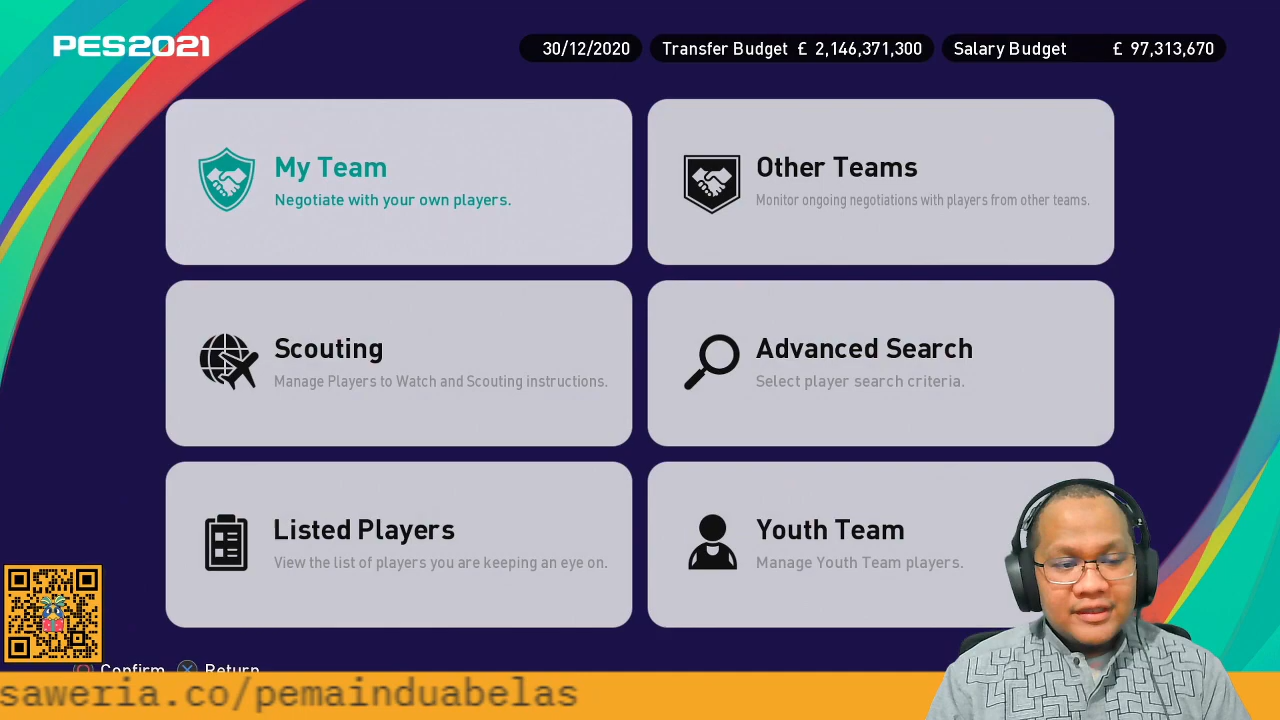 PES2021
30/12/2020
Transfer Budget £ 2,146,371,300
Salary Budget £ 97,313,670
My Team
Negotiate with your own players.
Other Teams
Monitor ongoing negotiations with players from other teams.
Scouting
Manage Players to Watch and Scouting instructions.
Advanced Search
Select player search criteria.
Listed Players
View the list of players you are keeping an eye on.
Youth Team
Manage Youth Team players.
Confirm
Return
saweria.co/pemainduabelas